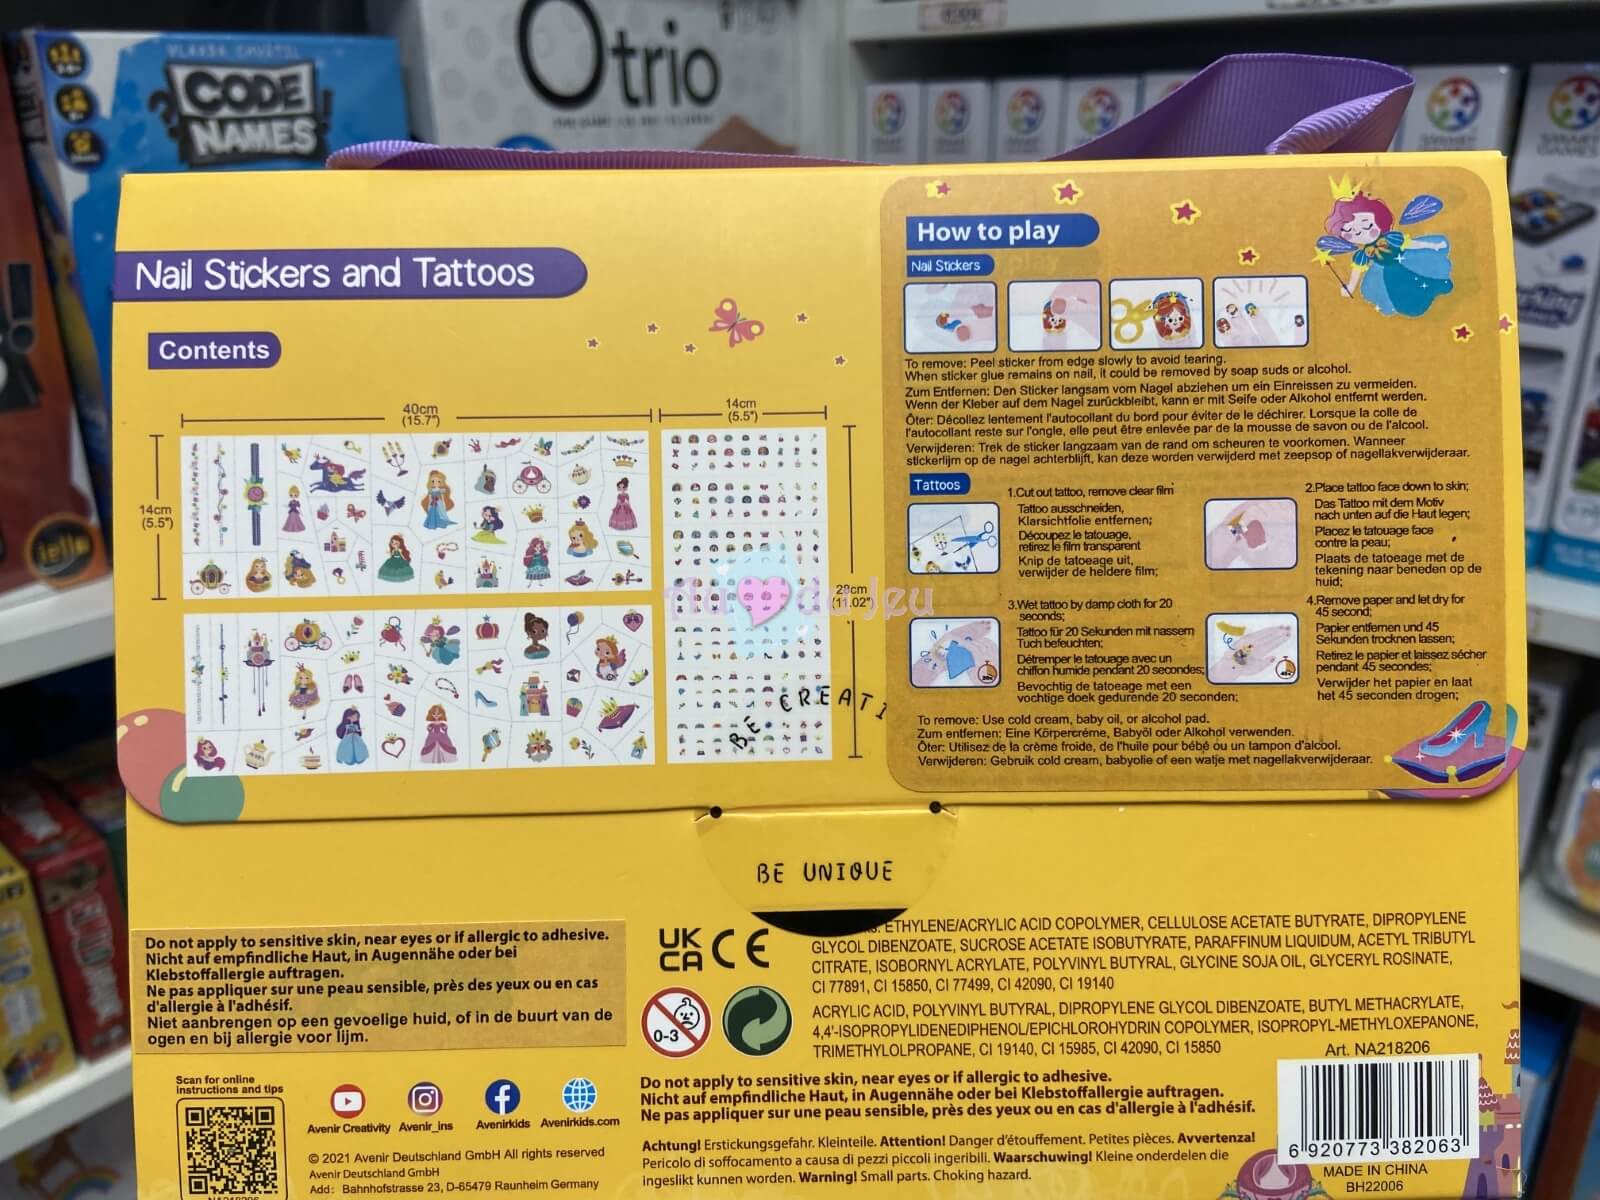 VLAADA CHVÁTIL
CODE
NAMES
Otrio
iello
Nail Stickers and Tattoos
Contents
40cm
(15.7")
14cm
(5.5")
14cm
(5.5")
28cm
(11.02")
BE CREATI
How to play
Nail Stickers
To remove: Peel sticker from edge slowly to avoid tearing.
When sticker glue remains on nail, it could be removed by soap suds or alcohol.
Zum Entfernen: Den Sticker langsam vom Nagel abziehen um ein Einreissen zu vermeiden.
Wenn der Kleber auf dem Nagel zurückbleibt, kann er mit Seife oder Alkohol entfernt werden.
Ôter: Décollez lentement l'autocollant du bord pour éviter de le déchirer. Lorsque la colle de
l'autocollant reste sur l'ongle, elle peut être enlevée par de la mousse de savon ou de l'alcool.
Verwijderen: Trek de sticker langzaam van de rand om scheuren te voorkomen. Wanneer
stickerlijm op de nagel achterblijft, kan deze worden verwijderd met zeepsop of nagellakverwijderaar.
Tattoos
1.Cut out tattoo, remove clear film
Tattoo ausschneiden,
Klarsichtfolie entfernen;
Découpez le tatouage,
retirez le film transparent
Knip de tatoeage uit,
verwijder de heldere film;
2.Place tattoo face down to skin;
Das Tattoo mit dem Motiv
nach unten auf die Haut legen;
Placez le tatouage face
contre la peau;
Plaats de tatoeage met de
tekening naar beneden op de
huid;
3.Wet tattoo by damp cloth for 20
seconds;
Tattoo für 20 Sekunden mit nassem
Tuch befeuchten;
Détremper le tatouage avec un
chiffon humide pendant 20 secondes;
Bevochtig de tatoeage met een
vochtige doek gedurende 20 seconden;
4.Remove paper and let dry for
45 second;
Papier entfernen und 45
Sekunden trocknen lassen;
Retirez le papier et laissez sécher
pendant 45 secondes;
Verwijder het papier en laat
het 45 seconden drogen;
To remove: Use cold cream, baby oil, or alcohol pad.
Zum entfernen: Eine Körpercréme, Babyöl oder Alkohol verwenden.
Ôter: Utilisez de la crème froide, de l'huile pour bébé ou un tampon d'alcool.
Verwijderen: Gebruik cold cream, babyolie of een watje met nagellakverwijderaar.
BE UNIQUE
Do not apply to sensitive skin, near eyes or if allergic to adhesive.
Nicht auf empfindliche Haut, in Augennähe oder bei
Klebstoffallergie auftragen.
Ne pas appliquer sur une peau sensible, près des yeux ou en cas
d'allergie à l'adhésif.
Niet aanbrengen op een gevoelige huid, of in de buurt van de
ogen en bij allergie voor lijm.
UK
CA CE
0-3
ETHYLENE/ACRYLIC ACID COPOLYMER, CELLULOSE ACETATE BUTYRATE, DIPROPYLENE
GLYCOL DIBENZOATE, SUCROSE ACETATE ISOBUTYRATE, PARAFFINUM LIQUIDUM, ACETYL TRIBUTYL
CITRATE, ISOBORNYL ACRYLATE, POLYVINYL BUTYRAL, GLYCINE SOJA OIL, GLYCERYL ROSINATE,
CI 77891, CI 15850, CI 77499, CI 42090, CI 19140
ACRYLIC ACID, POLYVINYL BUTYRAL, DIPROPYLENE GLYCOL DIBENZOATE, BUTYL METHACRYLATE,
4,4'-ISOPROPYLIDENEDIPHENOL/EPICHLOROHYDRIN COPOLYMER, ISOPROPYL-METHYLOXEPANONE,
TRIMETHYLOLPROPANE, CI 19140, CI 15985, CI 42090, CI 15850
Do not apply to sensitive skin, near eyes or if allergic to adhesive.
Nicht auf empfindliche Haut, in Augennähe oder bei Klebstoffallergie auftragen.
Ne pas appliquer sur une peau sensible, près des yeux ou en cas d'allergie à l'adhésif.
Achtung! Erstickungsgefahr. Kleinteile. Attention! Danger d'étouffement. Petites pièces. Avvertenza!
Pericolo di soffocamento a causa di pezzi piccoli ingeribili. Waarschuwing! Kleine onderdelen die
ingeslikt kunnen worden. Warning! Small parts. Choking hazard.
Art. NA218206
6 920773 382063
MADE IN CHINA
BH22006
Scan for online
instructions and tips
NA218206
Avenir Creativity
Avenir_ins
Avenirkids
Avenirkids.com
© 2021 Avenir Deutschland GmbH All rights reserved
Avenir Deutschland GmbH
Add: Bahnhofstrasse 23, D-65479 Raunheim Germany